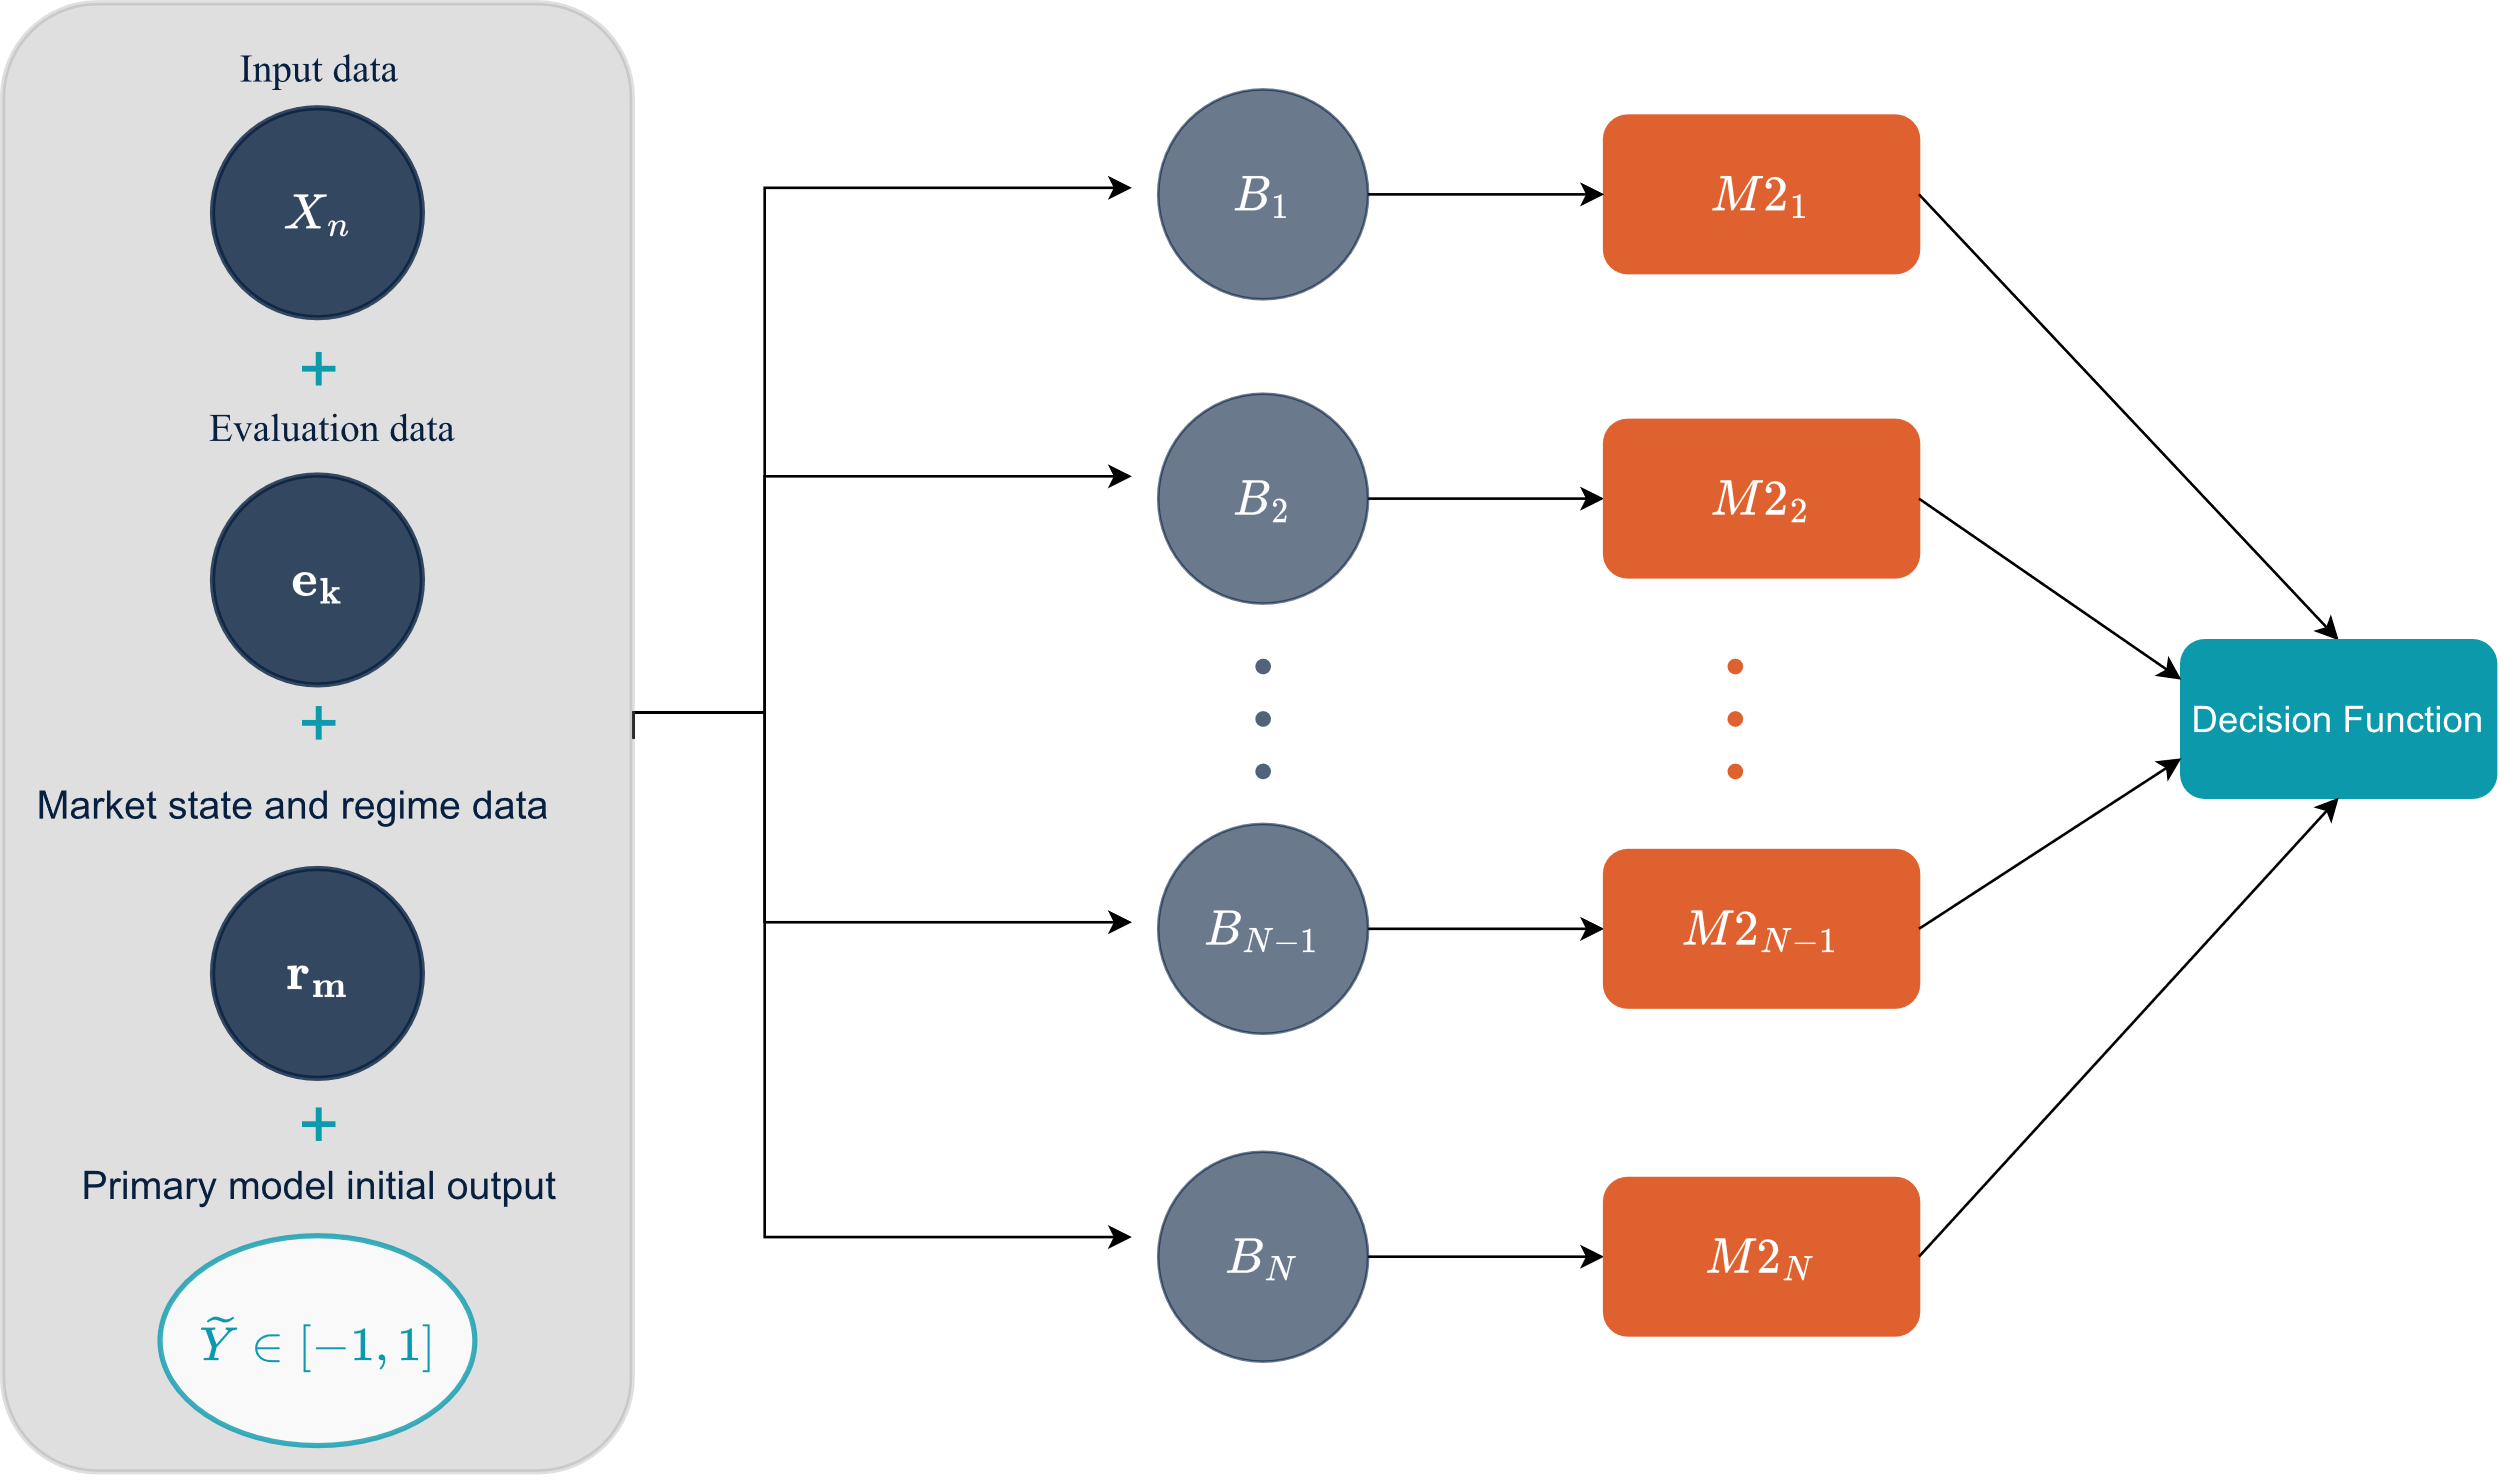 Input data
Xₙ
+
Evaluation data
eₖ
+
Market state and regime data
rₘ
+
Primary model initial output
Ỹ ∈ [−1, 1]
B₁
M2₁
B₂
M2₂
Decision Function
B_{N−1}
M2_{N−1}
B_N
M2_N